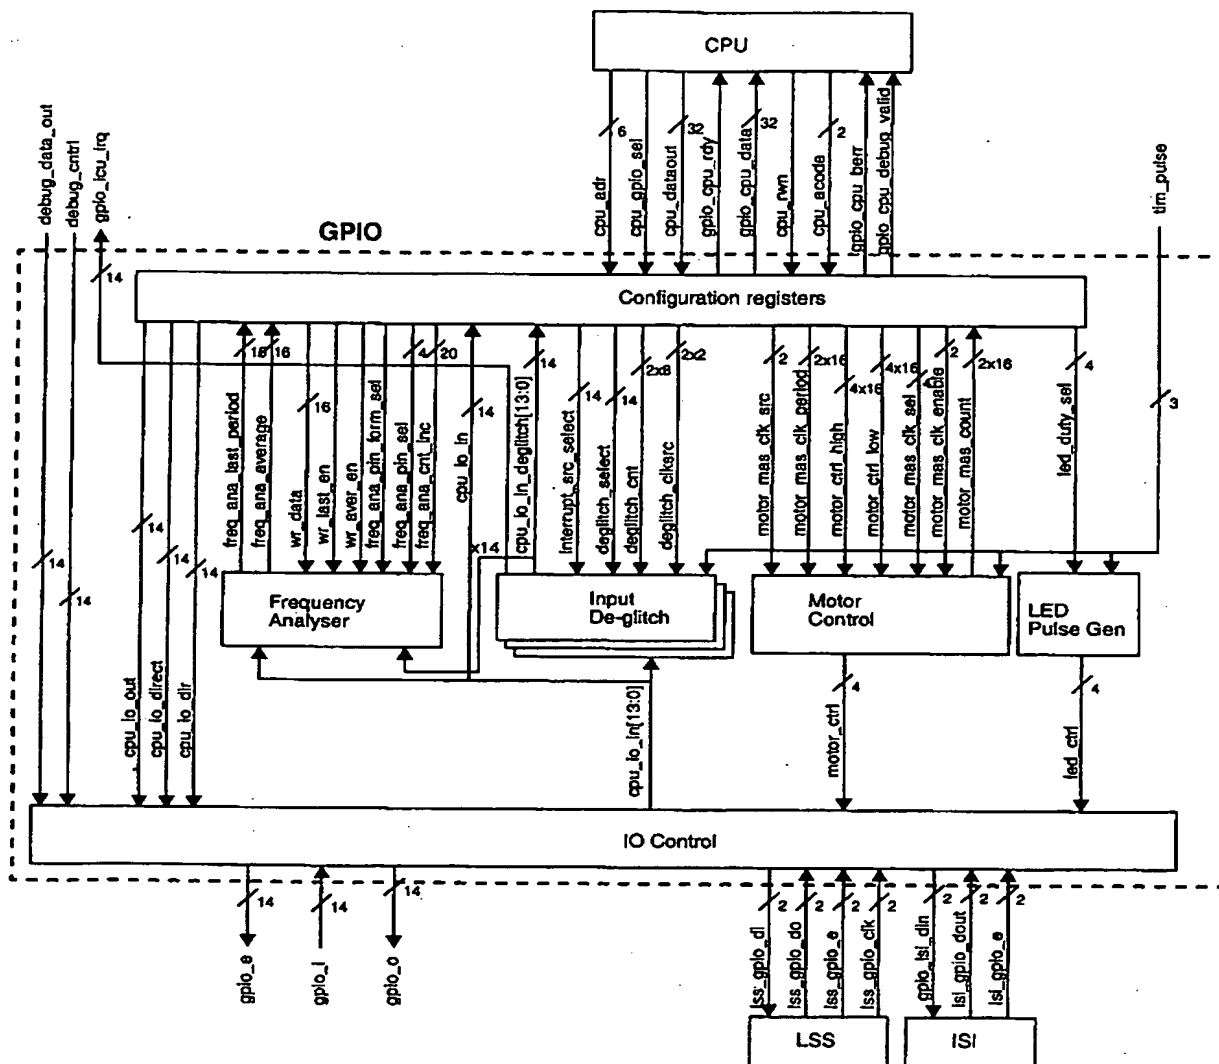 CPU
debug_data_out
debug_cntrl
gpio_icu_irq
6
cpu_adr
cpu_gpio_sel
32
cpu_dataout
gpio_cpu_rdy
32
gpio_cpu_data
cpu_rwn
2
cpu_acode
gpio_cpu_berr
gpio_cpu_debug_valid
tim_pulse
GPIO
14
Configuration registers
16
freq_ana_last_period
16
freq_ana_average
16
wr_data
wr_last_en
wr_aver_en
freq_ana_pin_form_sel
4
freq_ana_pin_sel
20
freq_ana_cnt_inc
14
cpu_io_in
x14
14
cpu_io_in_deglitch[13:0]
14
interrupt_src_select
14
deglitch_select
2x8
deglitch_cnt
2x2
deglitch_clksrc
2
motor_mas_clk_src
2x16
motor_mas_clk_period
4x16
motor_ctrl_high
4x16
motor_ctrl_low
4
motor_mas_clk_sel
2
motor_mas_clk_enable
2x16
motor_mas_count
4
led_duty_sel
3
14
14
14
14
14
cpu_io_out
cpu_io_direct
cpu_io_dir
Frequency
Analyser
Input
De-glitch
Motor
Control
LED
Pulse Gen
cpu_io_in[13:0]
4
motor_ctrl
4
led_ctrl
IO Control
14
gpio_e
14
gpio_i
14
gpio_o
2
lss_gpio_di
2
lss_gpio_do
2
lss_gpio_e
2
lss_gpio_clk
2
gpio_isi_din
2
isi_gpio_dout
2
isi_gpio_e
LSS
ISI